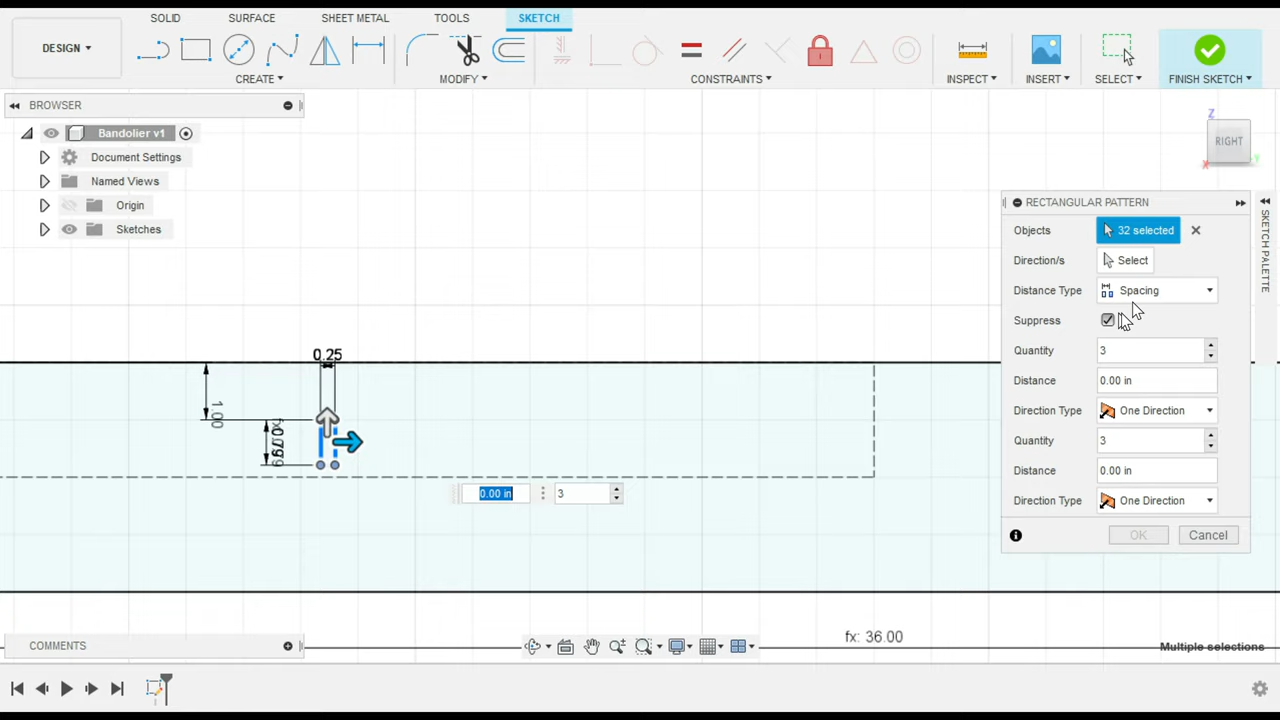 SOLID SURFACE SHEET METAL TOOLS SKETCH
DESIGN
CREATE MODIFY CONSTRAINTS INSPECT INSERT SELECT FINISH SKETCH
BROWSER
Bandolier v1
Document Settings
Named Views
Origin
Sketches
Z
RIGHT
X
Y
SKETCH PALETTE
RECTANGULAR PATTERN
Objects 32 selected
Direction/s Select
Distance Type Spacing
Suppress
Quantity 3
Distance 0.00 in
Direction Type One Direction
Quantity 3
Distance 0.00 in
Direction Type One Direction
OK Cancel
0.25
1.00
0.00 in 3
fx: 36.00
COMMENTS
Multiple selections